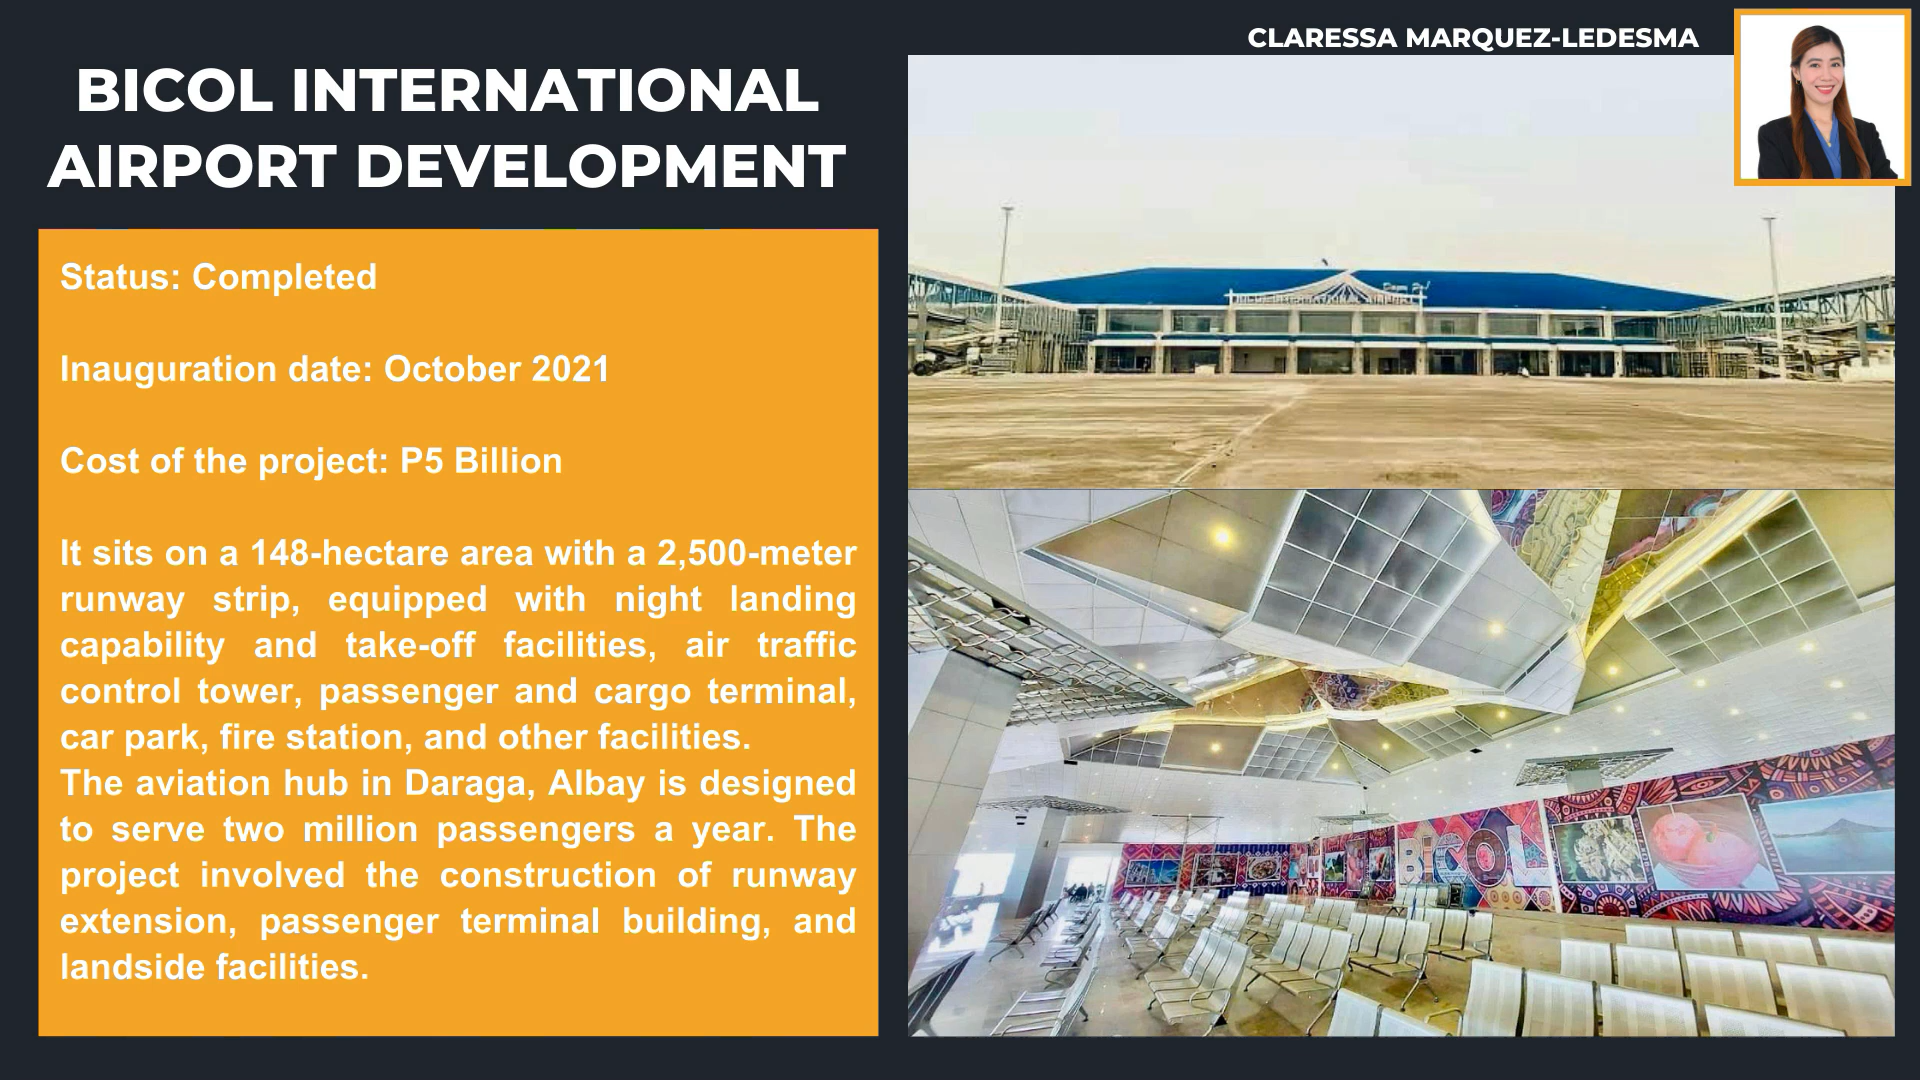 CLARESSA MARQUEZ-LEDESMA
BICOL INTERNATIONAL
AIRPORT DEVELOPMENT
Status: Completed
Inauguration date: October 2021
Cost of the project: P5 Billion
It sits on a 148-hectare area with a 2,500-meter
runway strip, equipped with night landing
capability and take-off facilities, air traffic
control tower, passenger and cargo terminal,
car park, fire station, and other facilities.
The aviation hub in Daraga, Albay is designed
to serve two million passengers a year. The
project involved the construction of runway
extension, passenger terminal building, and
landside facilities.
BICOL INTERNATIONAL AIRPORT
BiCOL